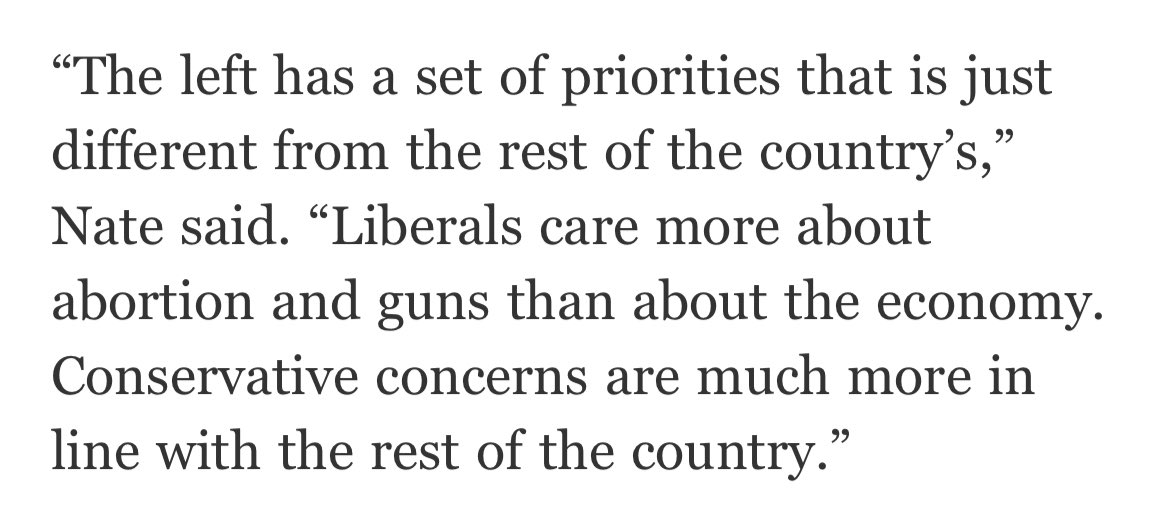 “The left has a set of priorities that is just
different from the rest of the country’s,”
Nate said. “Liberals care more about
abortion and guns than about the economy.
Conservative concerns are much more in
line with the rest of the country.”